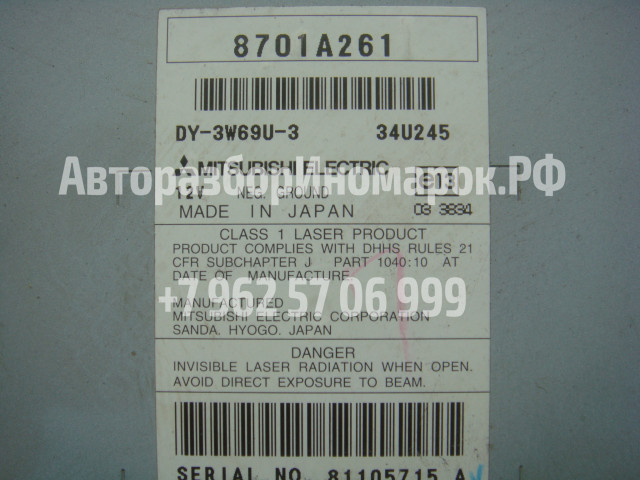 8701A261
DY-3W69U-3 34U245
MITSUBISHI ELECTRIC
АвторазборИномарок.РФ
12V NEG. GROUND e13
MADE IN JAPAN 03 3834
CLASS 1 LASER PRODUCT
PRODUCT COMPLIES WITH DHHS RULES 21
CFR SUBCHAPTER J PART 1040:10 AT
DATE OF MANUFACTURE
MANUFACTURED
+7 962 57 06 999
MITSUBISHI ELECTRIC CORPORATION
SANDA. HYOGO. JAPAN
DANGER
INVISIBLE LASER RADIATION WHEN OPEN.
AVOID DIRECT EXPOSURE TO BEAM.
SERIAL NO. 81105715 A